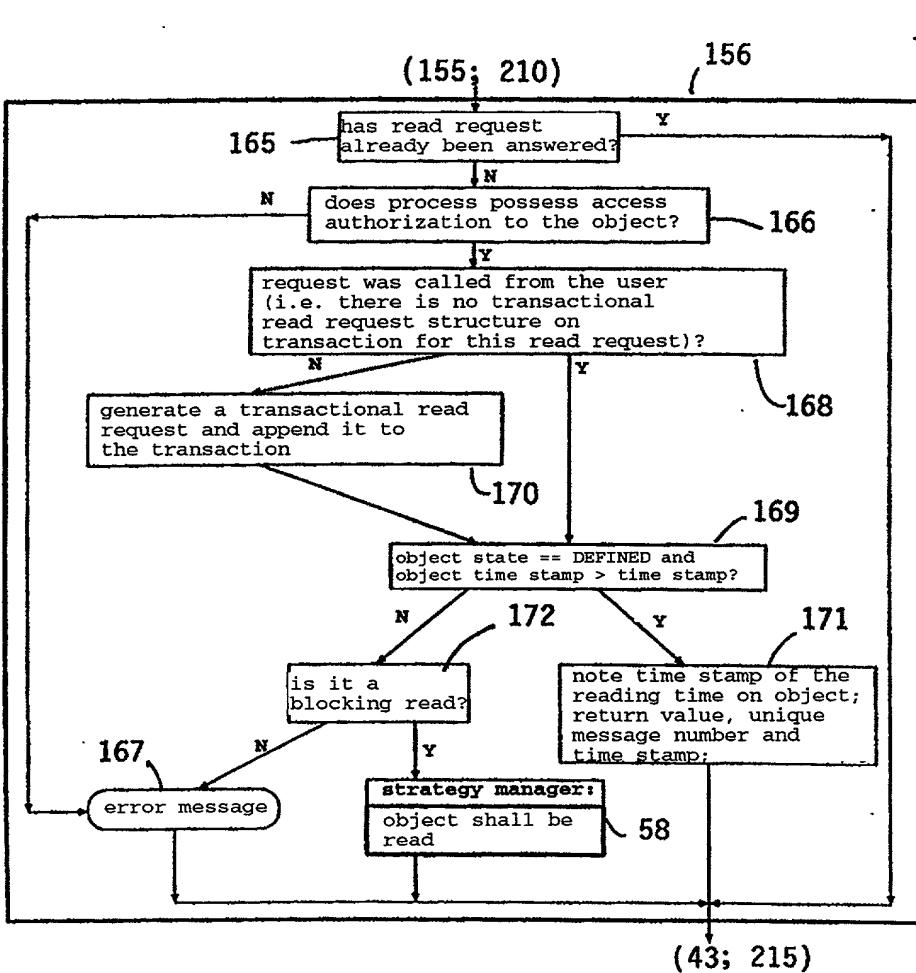 156
(155; 210)
165
has read request
already been answered?
Y
N
N
does process possess access
authorization to the object?
166
Y
request was called from the user
(i.e. there is no transactional
read request structure on
transaction for this read request)?
168
N
Y
generate a transactional read
request and append it to
the transaction
170
169
object state == DEFINED and
object time stamp > time stamp?
N
172
Y
171
is it a
blocking read?
note time stamp of the
reading time on object;
return value, unique
message number and
time stamp;
N
Y
167
error message
strategy manager:
object shall be
read
58
(43; 215)